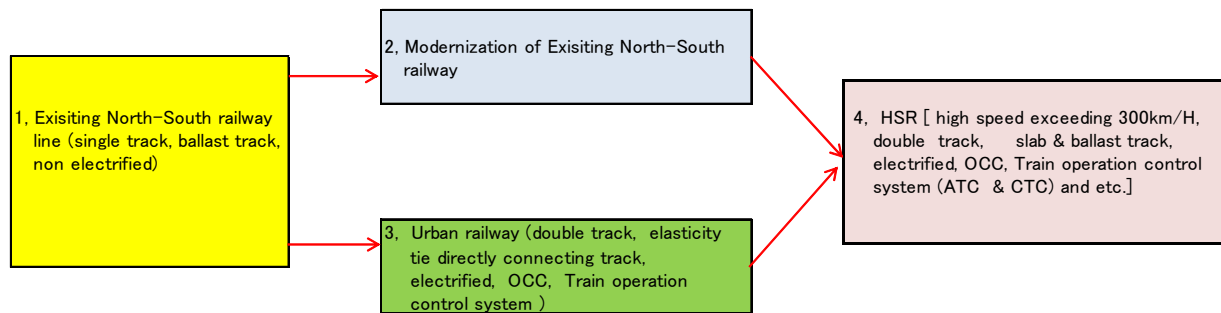 1, Exisiting North-South railway
line (single track, ballast track,
non electrified)
2, Modernization of Exisiting North-South
railway
3, Urban railway (double track, elasticity
tie directly connecting track,
electrified, OCC, Train operation
control system )
4, HSR [ high speed exceeding 300km/H,
double track, slab & ballast track,
electrified, OCC, Train operation control
system (ATC & CTC) and etc.]